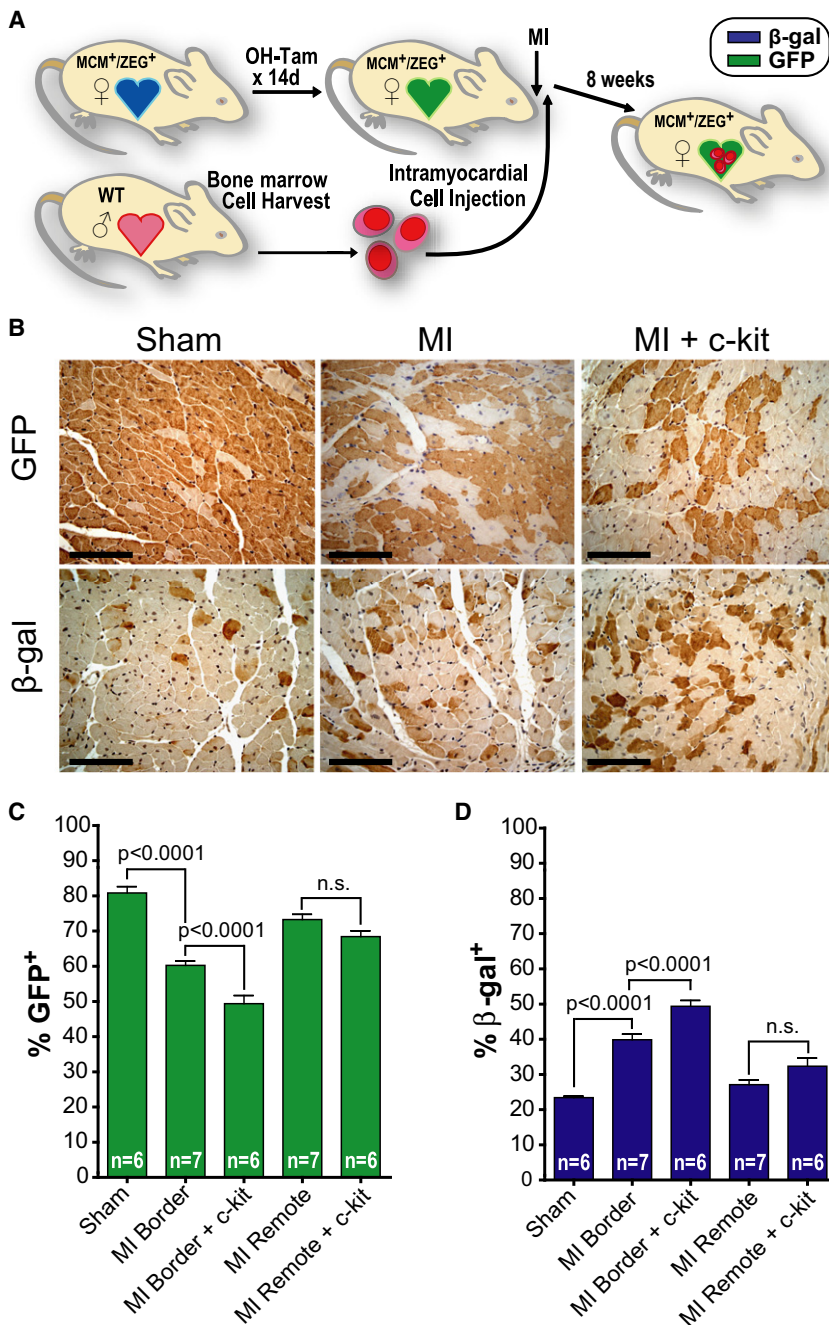 A
MCM⁺/ZEG⁺
♀
OH-Tam
x 14d
MCM⁺/ZEG⁺
♀
MI
β-gal
GFP
8 weeks
MCM⁺/ZEG⁺
♀
WT
♂
Bone marrow
Cell Harvest
Intramyocardial
Cell Injection
B
Sham
MI
MI + c-kit
GFP
β-gal
C
% GFP⁺
100
90
80
70
60
50
40
30
20
10
0
p<0.0001
p<0.0001
n.s.
n=6
n=7
n=6
n=7
n=6
Sham
MI Border
MI Border + c-kit
MI Remote
MI Remote + c-kit
D
% β-gal⁺
100
90
80
70
60
50
40
30
20
10
0
p<0.0001
p<0.0001
n.s.
n=6
n=7
n=6
n=7
n=6
Sham
MI Border
MI Border + c-kit
MI Remote
MI Remote + c-kit